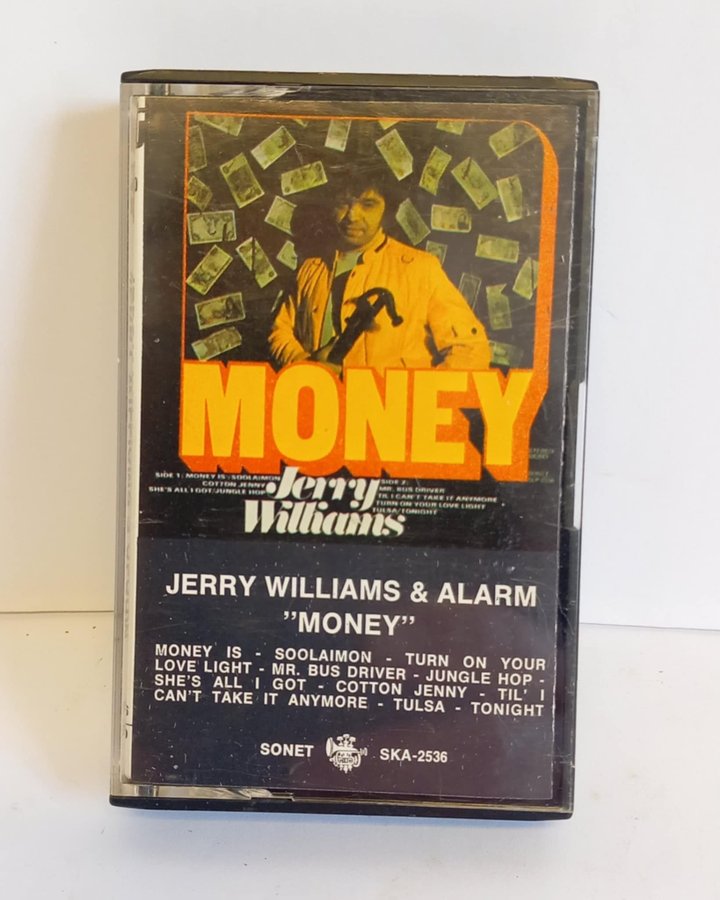 MONEY
SIDE 1: MONEY IS · SOOLAIMON
COTTON JENNY
SHE'S ALL I GOT/JUNGLE HOP
Jerry
Williams
SIDE 2:
MR. BUS DRIVER
TIL I CAN'T TAKE IT ANYMORE
TURN ON YOUR LOVE LIGHT
TULSA/TONIGHT
JERRY WILLIAMS & ALARM
"MONEY"
MONEY IS - SOOLAIMON - TURN ON YOUR
LOVE LIGHT - MR. BUS DRIVER - JUNGLE HOP -
SHE'S ALL I GOT - COTTON JENNY - TIL' I
CAN'T TAKE IT ANYMORE - TULSA - TONIGHT
SONET SKA-2536